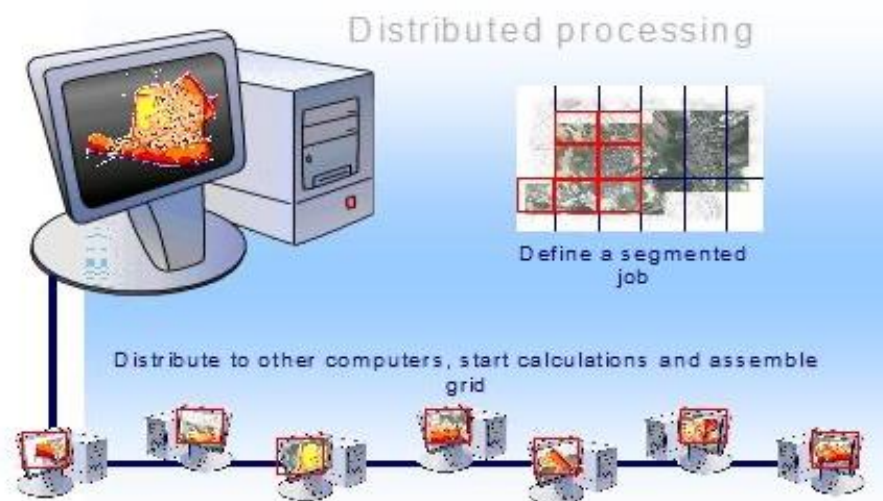 Distributed processing
Define a segmented
job
Distribute to other computers, start calculations and assemble
grid